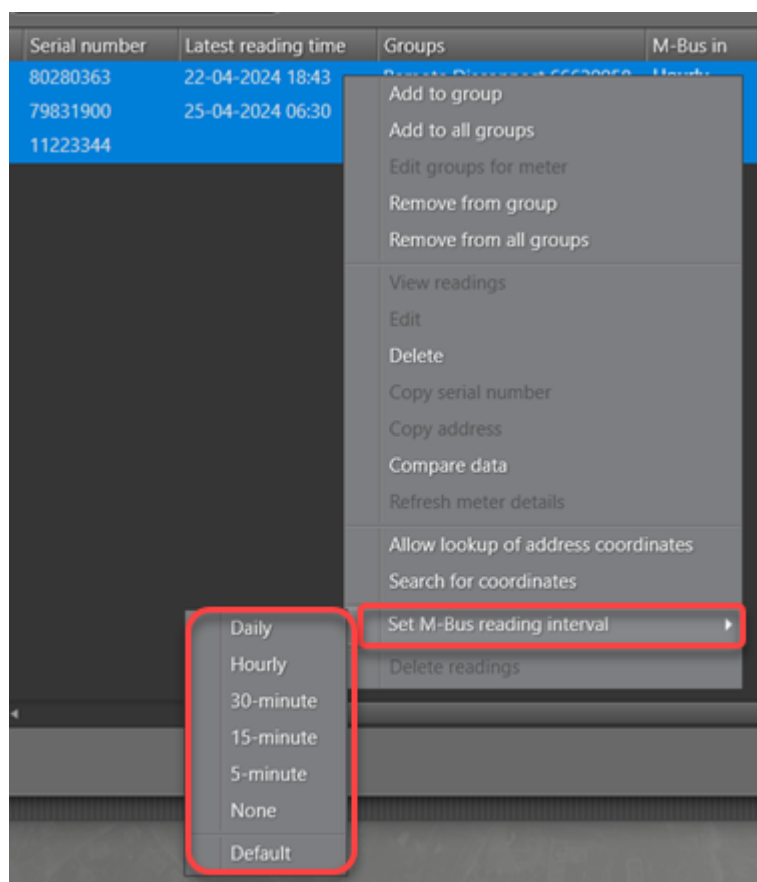 Serial number Latest reading time Groups M-Bus in
80280363 22-04-2024 18:43 Remote Disconnect 66620058 Hourly
79831900 25-04-2024 06:30
11223344
Add to group
Add to all groups
Edit groups for meter
Remove from group
Remove from all groups
View readings
Edit
Delete
Copy serial number
Copy address
Compare data
Refresh meter details
Allow lookup of address coordinates
Search for coordinates
Set M-Bus reading interval
Delete readings
Daily
Hourly
30-minute
15-minute
5-minute
None
Default